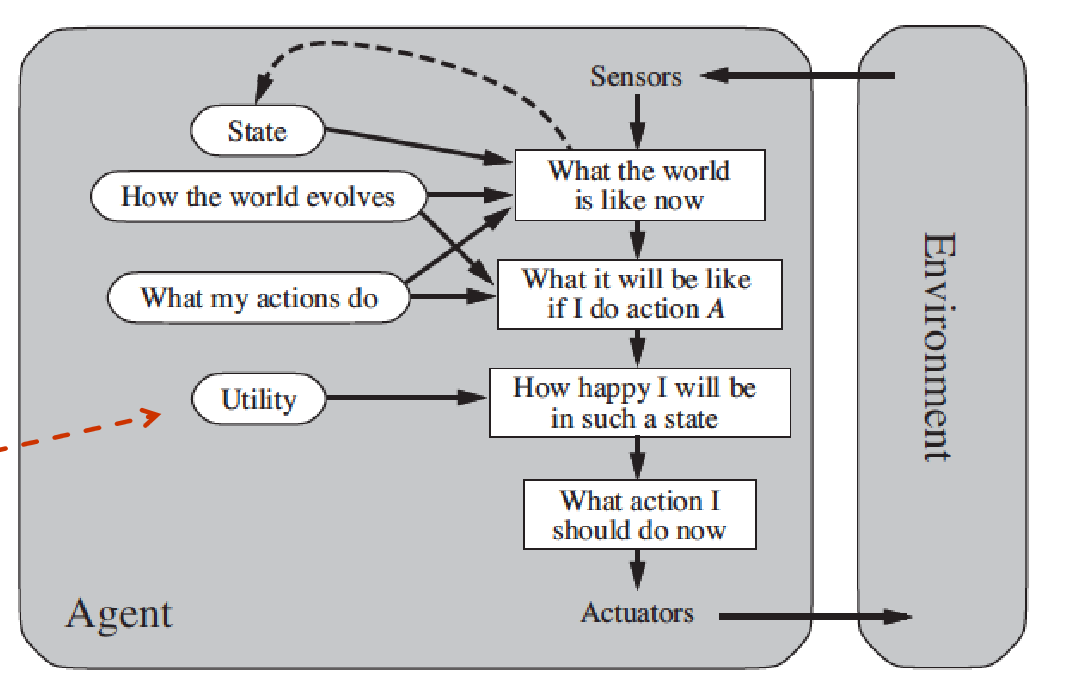 Sensors
State
What the world
is like now
How the world evolves
What it will be like
if I do action A
What my actions do
How happy I will be
in such a state
Utility
What action I
should do now
Agent
Actuators
Environment